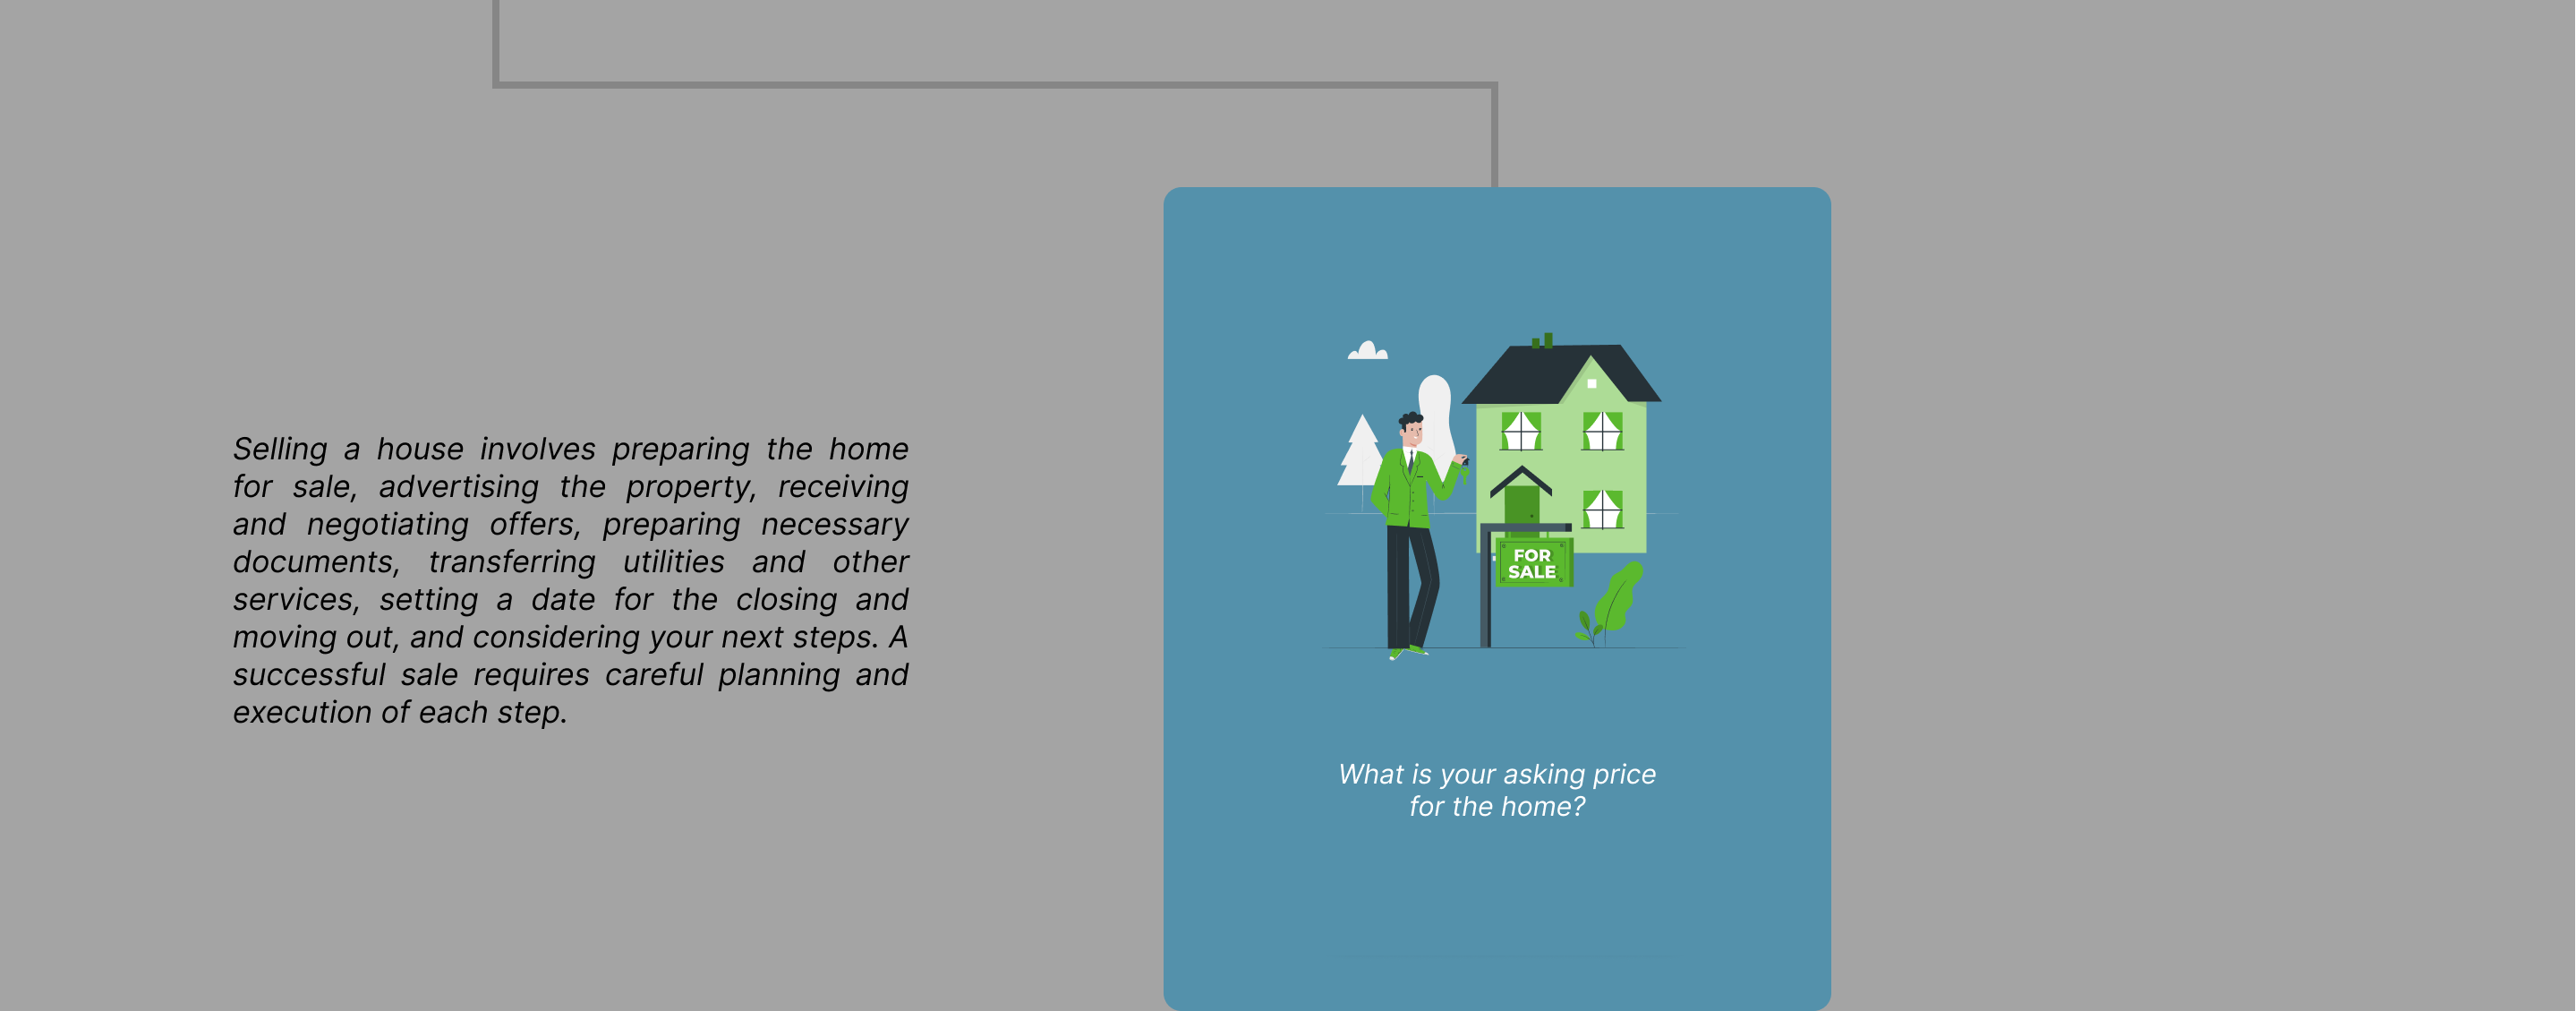 Selling a house involves preparing the home
for sale, advertising the property, receiving
and negotiating offers, preparing necessary
documents, transferring utilities and other
services, setting a date for the closing and
moving out, and considering your next steps. A
successful sale requires careful planning and
execution of each step.
FOR
SALE
What is your asking price
for the home?